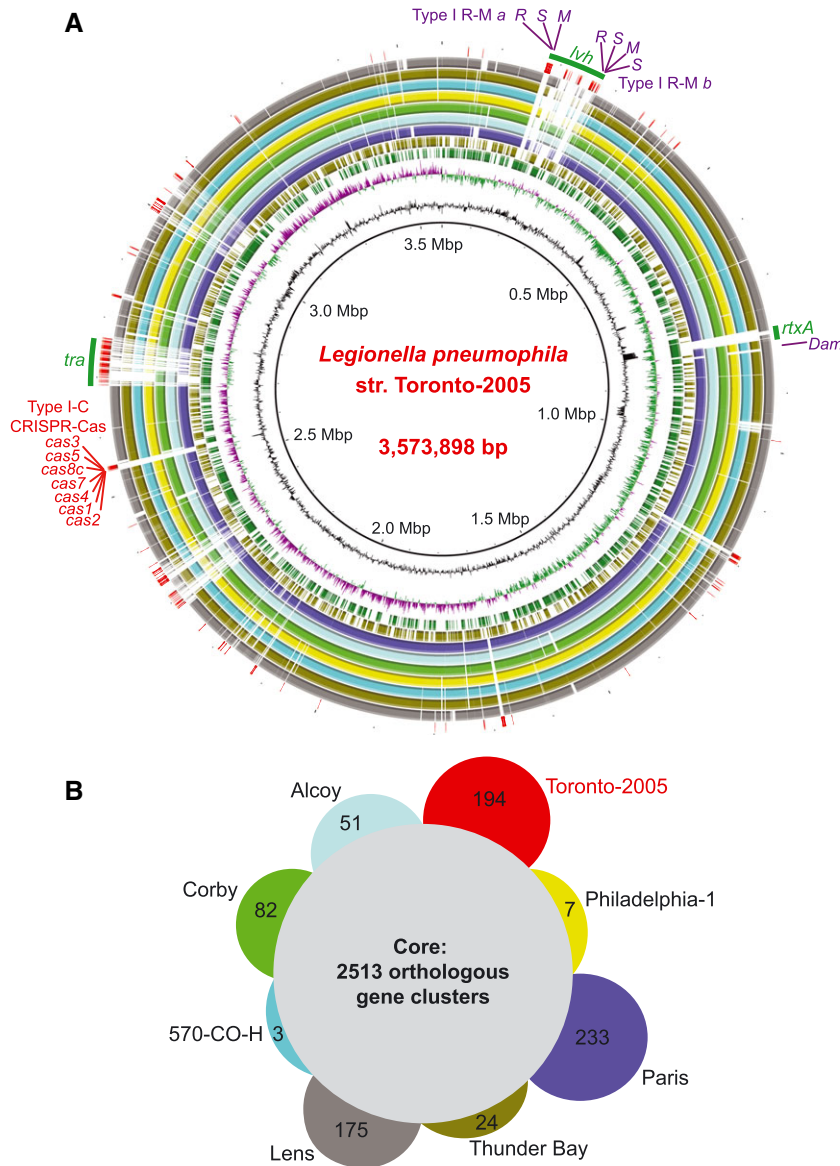 A
Type I R-M a R S M
lvh
R S M S
Type I R-M b
3.5 Mbp
0.5 Mbp
3.0 Mbp
rtxA
Dam
tra
Legionella pneumophila
str. Toronto-2005
Type I-C
CRISPR-Cas
cas3
cas5
cas8c
cas7
cas4
cas1
cas2
1.0 Mbp
2.5 Mbp
3,573,898 bp
1.5 Mbp
2.0 Mbp
B
Alcoy
51
194
Toronto-2005
Corby
82
7
Philadelphia-1
Core:
2513 orthologous
gene clusters
570-CO-H
3
233
Paris
Lens
175
24
Thunder Bay